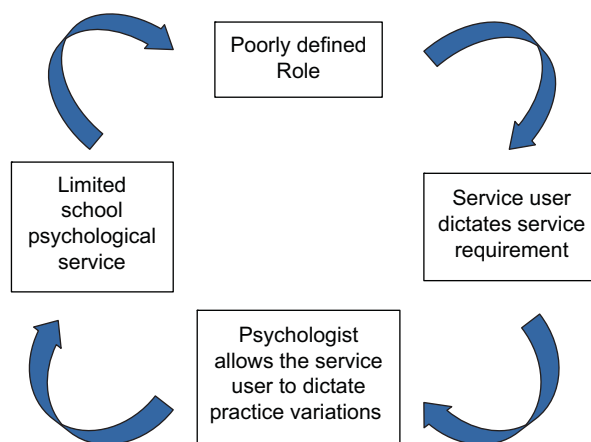 Poorly defined
Role
Service user
dictates service
requirement
Psychologist
allows the service
user to dictate
practice variations
Limited
school
psychological
service